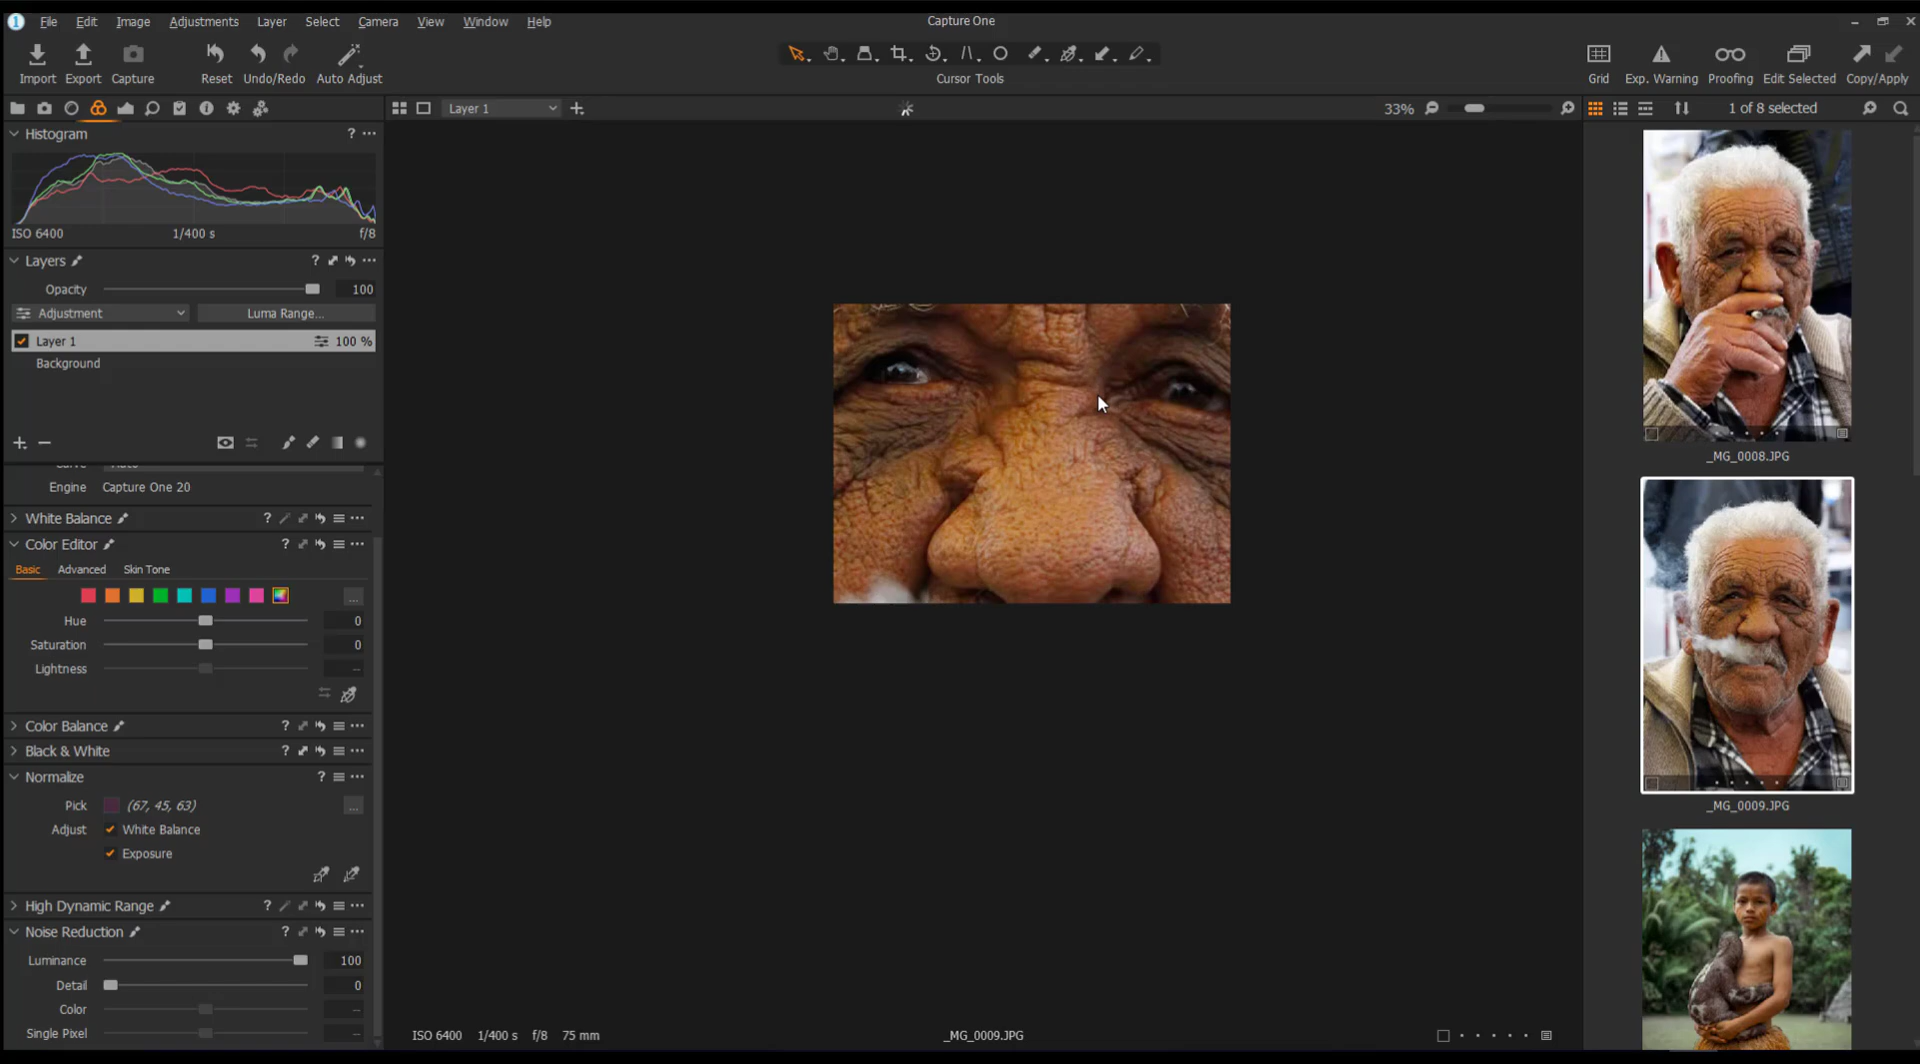 File Edit Image Adjustments Layer Select Camera View Window Help
Capture One
Import Export Capture Reset Undo/Redo Auto Adjust
Cursor Tools
Grid Exp. Warning Proofing Edit Selected Copy/Apply
Layer 1
33%
1 of 8 selected
Histogram
ISO 6400 1/400 s f/8
Layers
Opacity 100
Adjustment Luma Range...
Layer 1 100 %
Background
Engine Capture One 20
White Balance
Color Editor
Basic Advanced Skin Tone
Hue 0
Saturation 0
Lightness --
Color Balance
Black & White
Normalize
Pick (67, 45, 63)
Adjust White Balance
Exposure
High Dynamic Range
Noise Reduction
Luminance 100
Detail 0
Color --
Single Pixel --
ISO 6400 1/400 s f/8 75 mm
_MG_0009.JPG
_MG_0008.JPG
_MG_0009.JPG